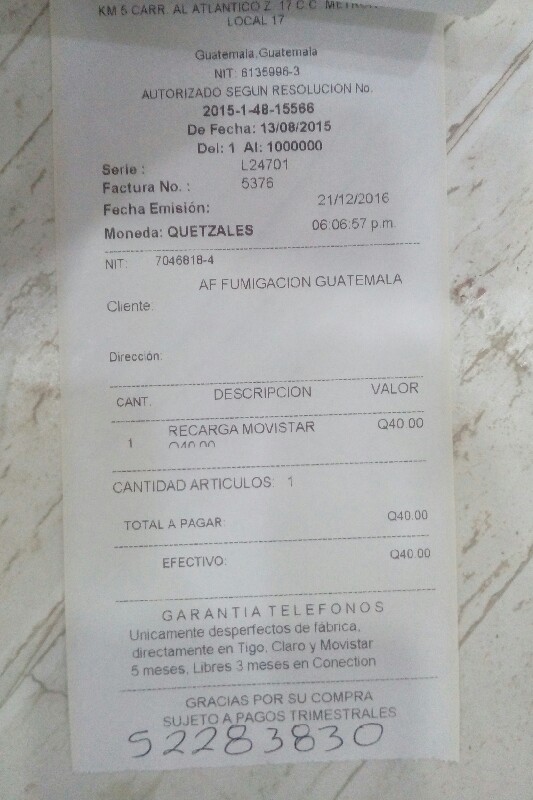 KM 5 CARR. AL ATLANTICO Z. 17 C.C.
LOCAL 17
Guatemala,Guatemala
NIT: 6135996-3
AUTORIZADO SEGUN RESOLUCION No.
2015-1-48-15566
De Fecha: 13/08/2015
Del: 1 Al: 1000000
Serie : L24701
Factura No. : 5376
Fecha Emisión: 21/12/2016
Moneda: QUETZALES 06:06:57 p.m.
NIT: 7046818-4
AF FUMIGACION GUATEMALA
Cliente:
Dirección:
CANT. DESCRIPCION VALOR
1 RECARGA MOVISTAR Q40.00
Q40.00
CANTIDAD ARTICULOS: 1
TOTAL A PAGAR: Q40.00
EFECTIVO: Q40.00
GARANTIA TELEFONOS
Unicamente desperfectos de fábrica,
directamente en Tigo, Claro y Movistar
5 meses, Libres 3 meses en Conection
GRACIAS POR SU COMPRA
SUJETO A PAGOS TRIMESTRALES
52283830